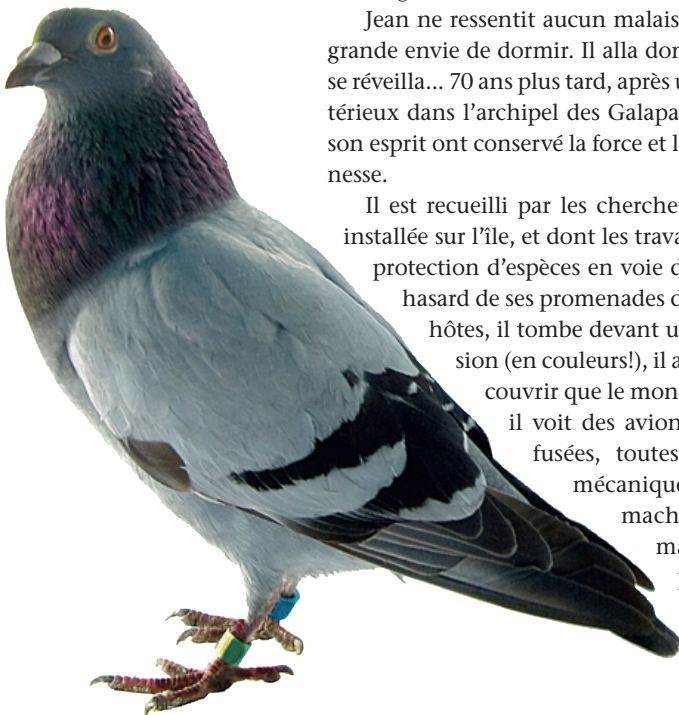 Jean ne ressentit aucun malais
grande envie de dormir. Il alla don
se réveilla... 70 ans plus tard, après u
térieux dans l'archipel des Galapa
son esprit ont conservé la force et l
nesse.
Il est recueilli par les cherche
installée sur l'île, et dont les trava
protection d'espèces en voie d
hasard de ses promenades d
hôtes, il tombe devant u
sion (en couleurs!), il a
couvrir que le mon
il voit des avion
fusées, toutes
mécanique
mach
ma